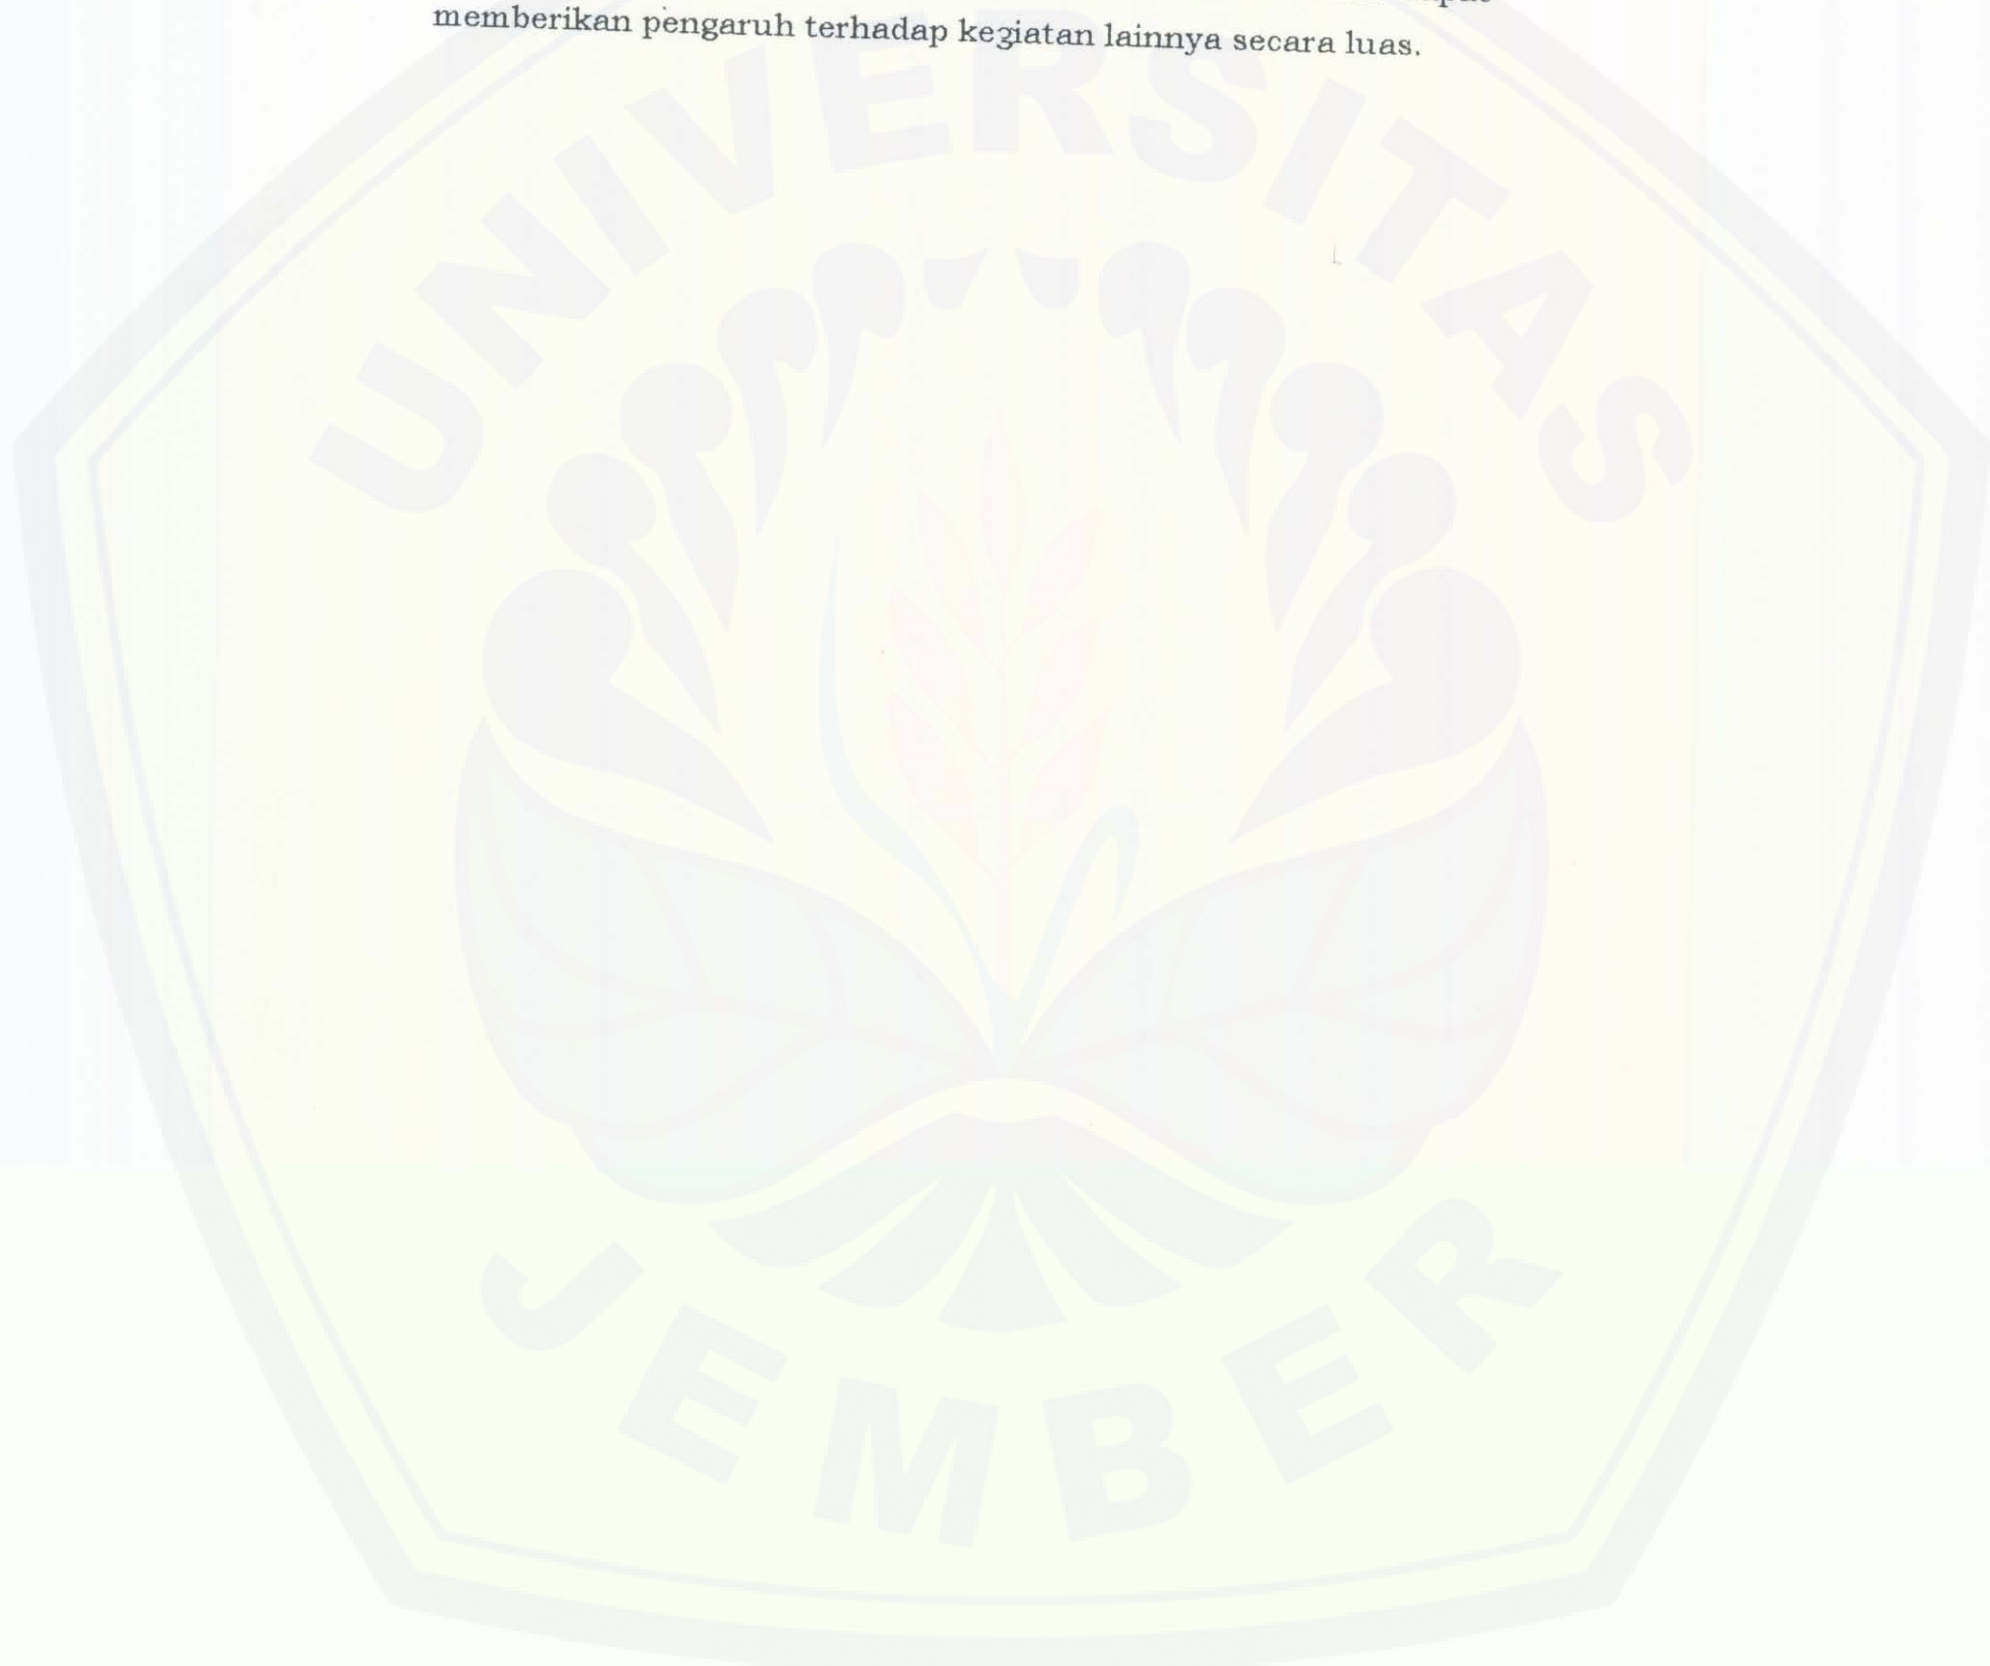 memberikan pengaruh terhadap kegiatan lainnya secara luas.
UNIVERSITAS
JEMBER